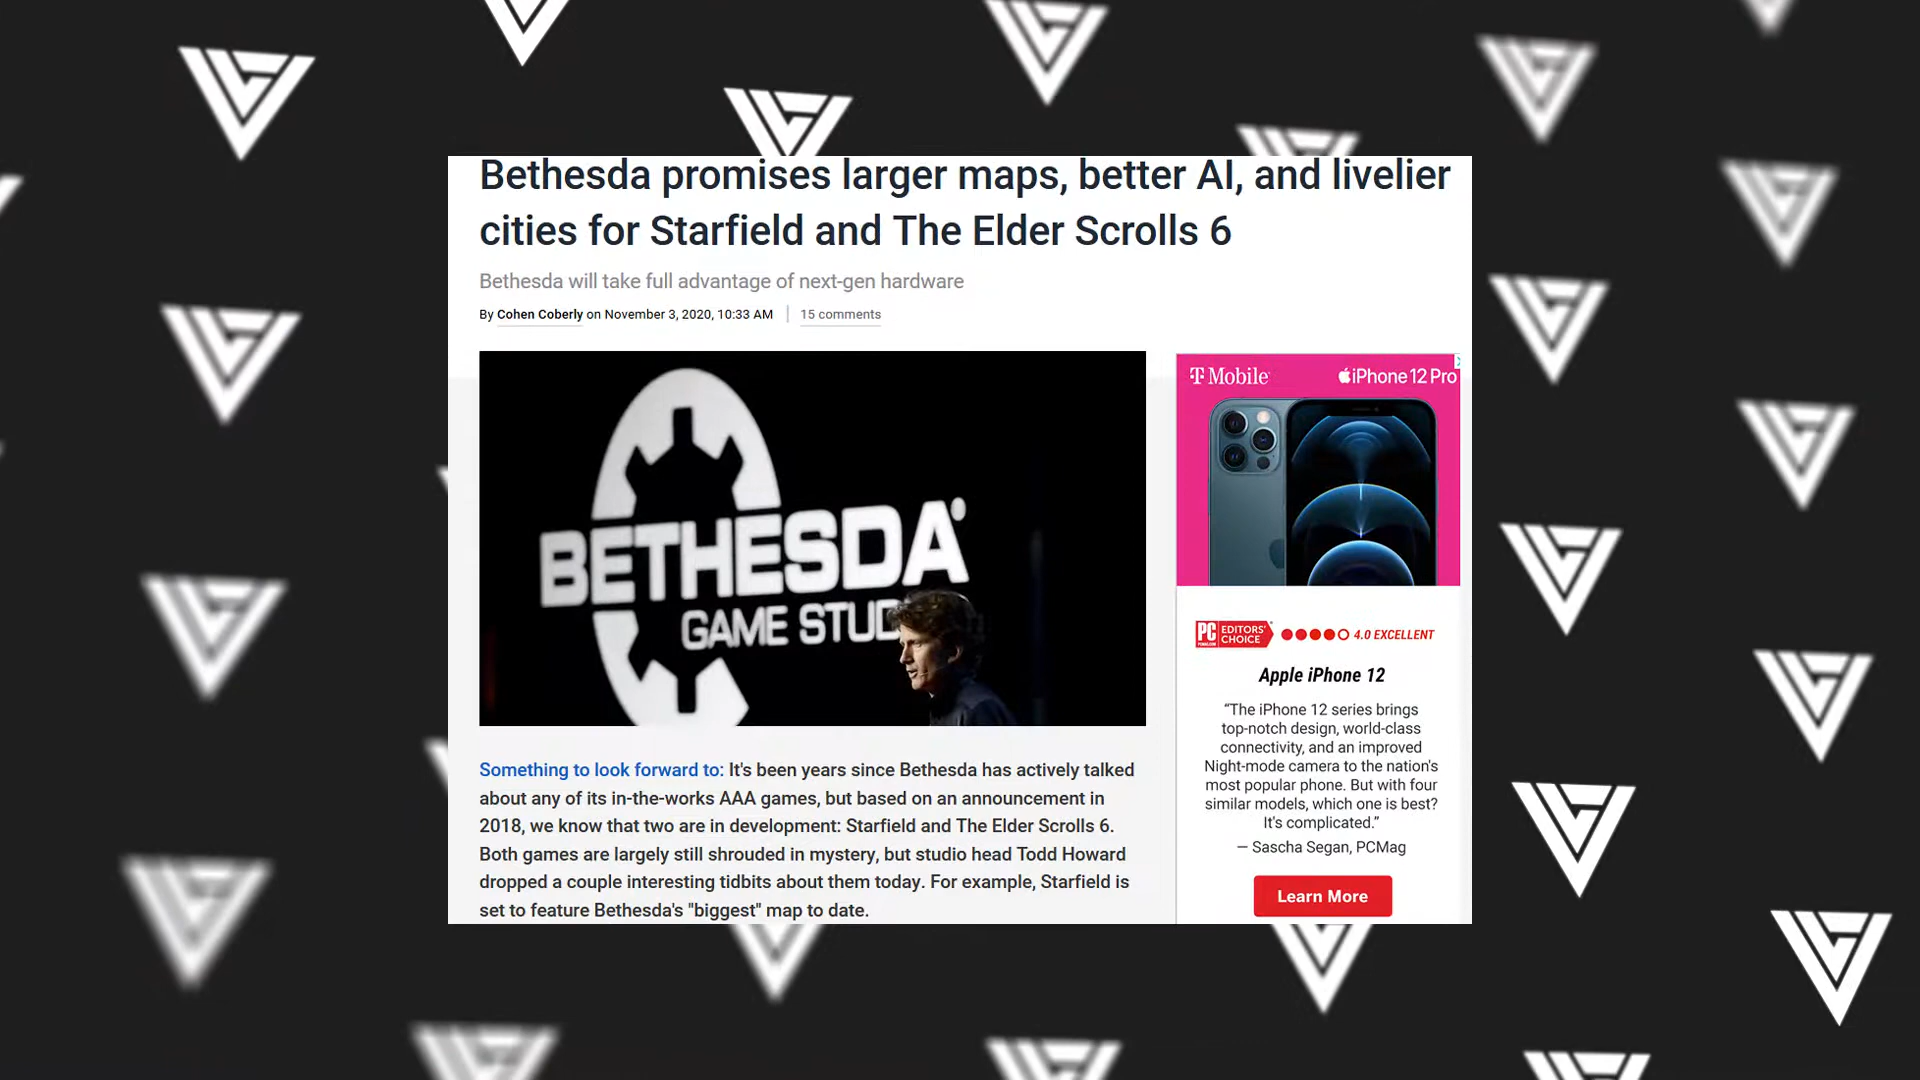 Bethesda promises larger maps, better AI, and livelier
cities for Starfield and The Elder Scrolls 6
Bethesda will take full advantage of next-gen hardware
By Cohen Coberly on November 3, 2020, 10:33 AM
15 comments
BETHESDA
GAME STUD
Something to look forward to: It's been years since Bethesda has actively talked
about any of its in-the-works AAA games, but based on an announcement in
2018, we know that two are in development: Starfield and The Elder Scrolls 6.
Both games are largely still shrouded in mystery, but studio head Todd Howard
dropped a couple interesting tidbits about them today. For example, Starfield is
set to feature Bethesda's "biggest" map to date.
T Mobile
iPhone 12 Pro
PC EDITORS'
CHOICE
4.0 EXCELLENT
Apple iPhone 12
“The iPhone 12 series brings
top-notch design, world-class
connectivity, and an improved
Night-mode camera to the nation's
most popular phone. But with four
similar models, which one is best?
It's complicated.”
— Sascha Segan, PCMag
Learn More